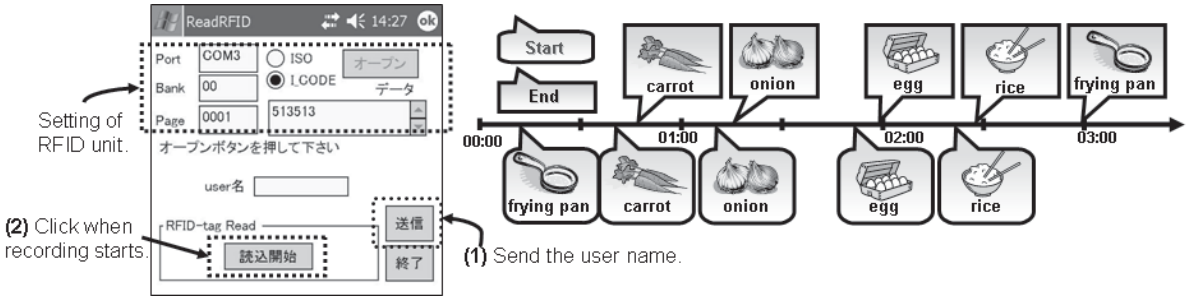 ReadRFID 14:27 ok
Port COM3 ISO オープン
Bank 00 I_CODE データ
Page 0001 513513
オープンボタンを押して下さい
user名
送信
RFID-tag Read
読込開始
終了
Setting of
RFID unit.
(2) Click when
recording starts.
(1) Send the user name.
Start
End
carrot onion egg rice frying pan
00:00 01:00 02:00 03:00
frying pan carrot onion egg rice